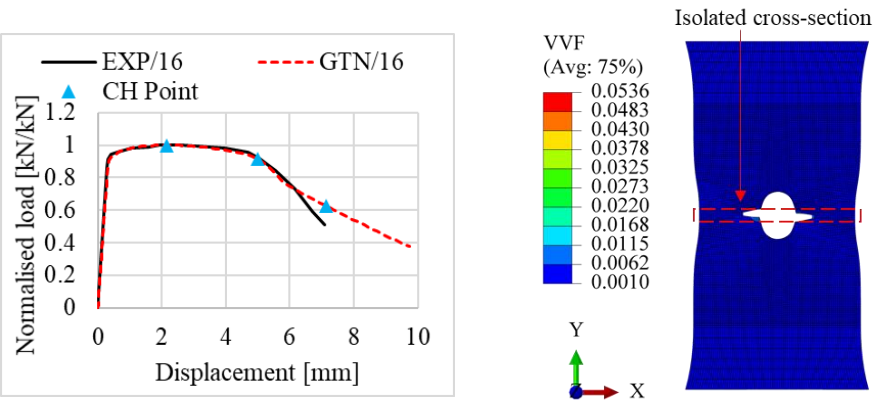 EXP/16 GTN/16
CH Point
Normalised load [kN/kN]
1.2
1
0.8
0.6
0.4
0.2
0
0 2 4 6 8 10
Displacement [mm]
Isolated cross-section
VVF
(Avg: 75%)
0.0536
0.0483
0.0430
0.0378
0.0325
0.0273
0.0220
0.0168
0.0115
0.0062
0.0010
Y
Z X